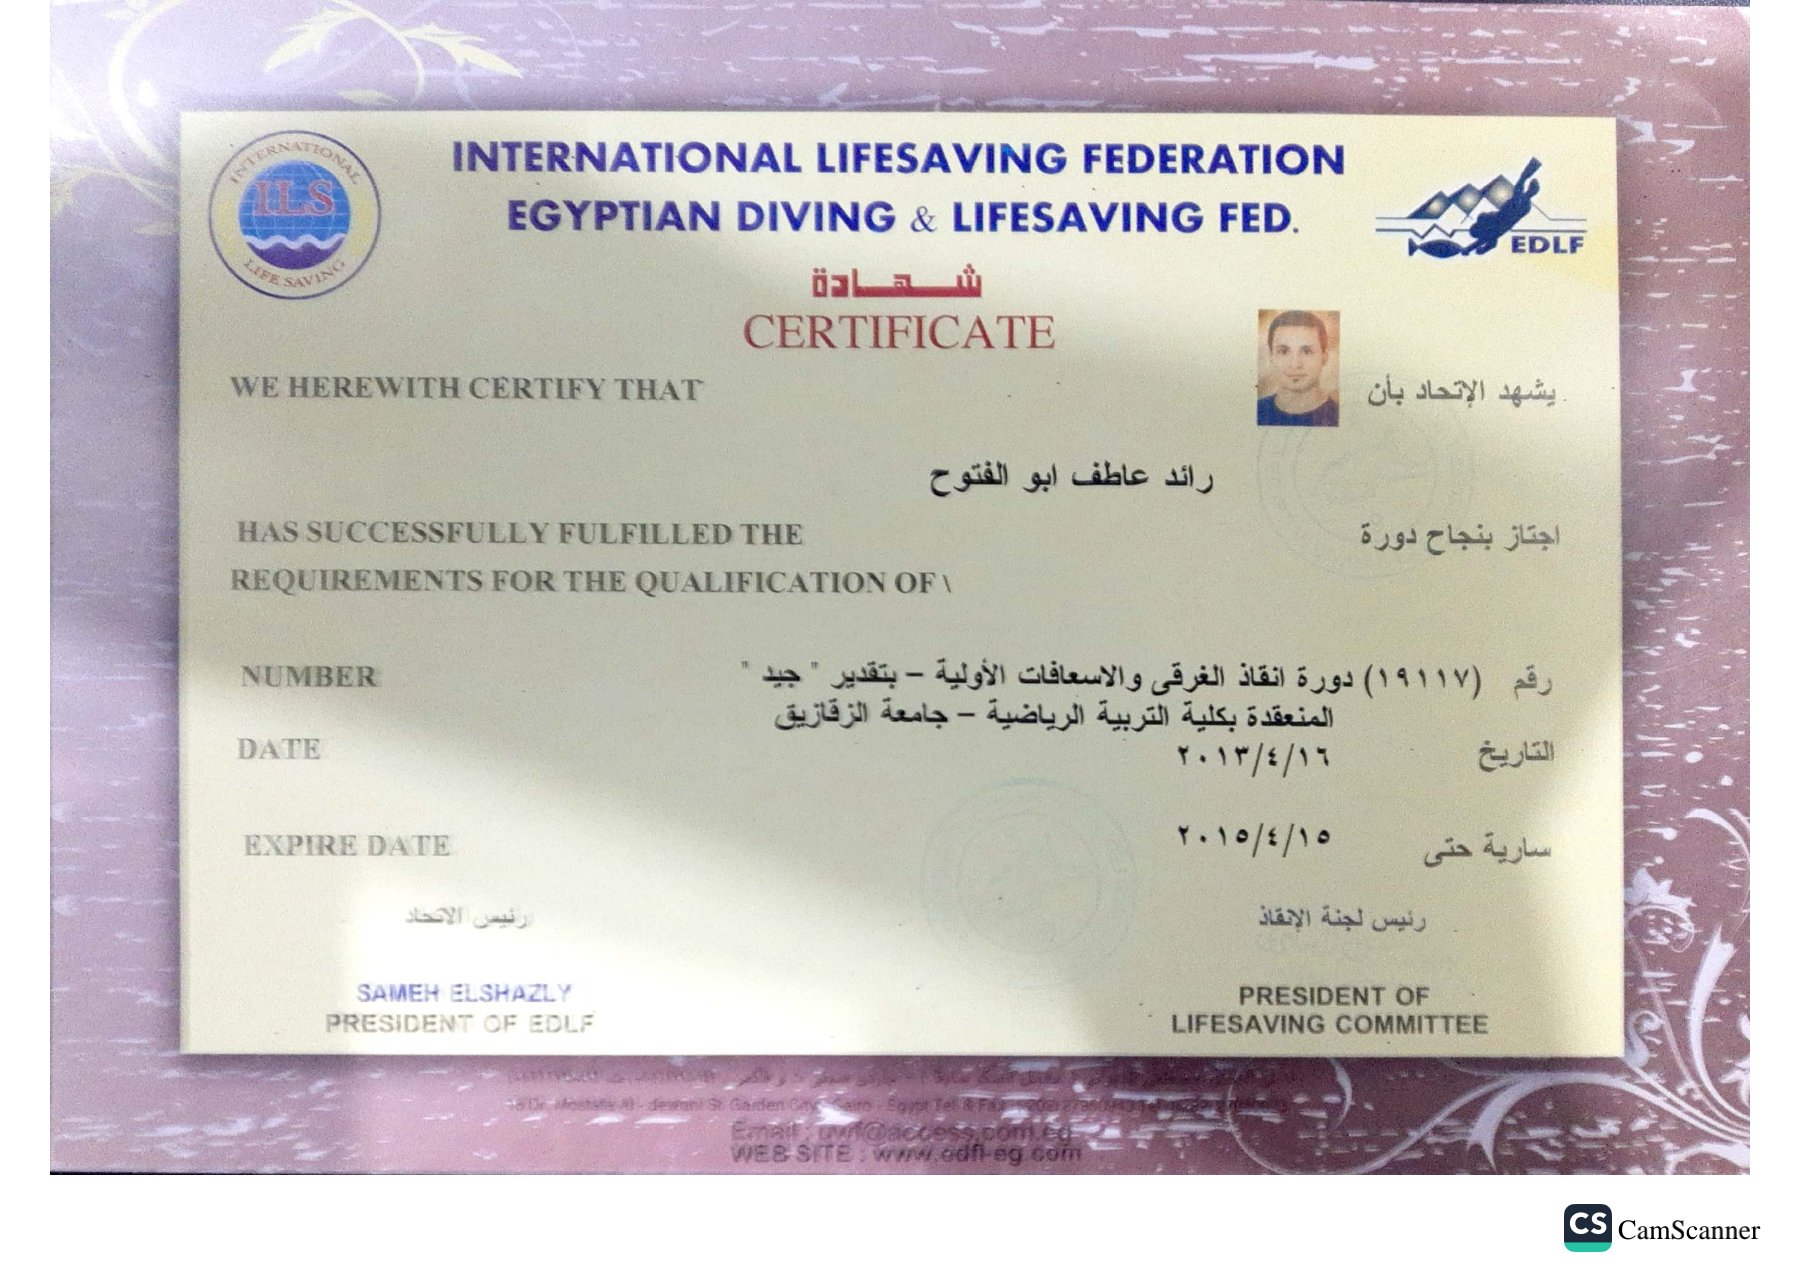 INTERNATIONAL LIFESAVING FEDERATION
EGYPTIAN DIVING & LIFESAVING FED.
INTERNATIONAL
ILS
LIFE SAVING
EDLF
شهادة
CERTIFICATE
WE HEREWITH CERTIFY THAT
يشهد الإتحاد بأن
رائد عاطف ابو الفتوح
HAS SUCCESSFULLY FULFILLED THE
اجتاز بنجاح دورة
REQUIREMENTS FOR THE QUALIFICATION OF \
NUMBER
رقم (١٩١١٧) دورة انقاذ الغرقى والاسعافات الأولية – بتقدير " جيد "
المنعقدة بكلية التربية الرياضية – جامعة الزقازيق
DATE
التاريخ ٢٠١٣/٤/١٦
EXPIRE DATE
سارية حتى ٢٠١٥/٤/١٥
رئيس الاتحاد
رئيس لجنة الإنقاذ
SAMEH ELSHAZLY
PRESIDENT OF EDLF
PRESIDENT OF
LIFESAVING COMMITTEE
Mostafa Al - dewani St. Garden City, Cairo - Egypt Tel & Fax
Email : uwf@access.com.eg
WEB SITE : www.edfl-eg.com
CS CamScanner